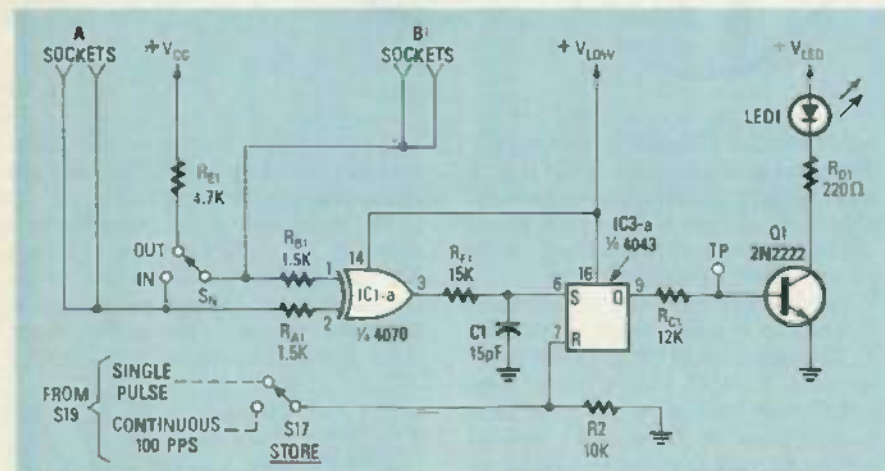 A
SOCKETS
+ VCC
B
SOCKETS
+ VLOW
+ VLED
LED1
RE1
4.7K
RD1
220Ω
IC3-a
¼ 4043
Q1
2N2222
TP
OUT
IN
SN
RB1
1.5K
1
14
IC1-a
3
2
¼ 4070
RA1
1.5K
RF1
15K
C1
15pF
16
6
S
Q
9
7
R
RC1
12K
FROM
S19
SINGLE
PULSE
CONTINUOUS
100 PPS
S17
STORE
R2
10K